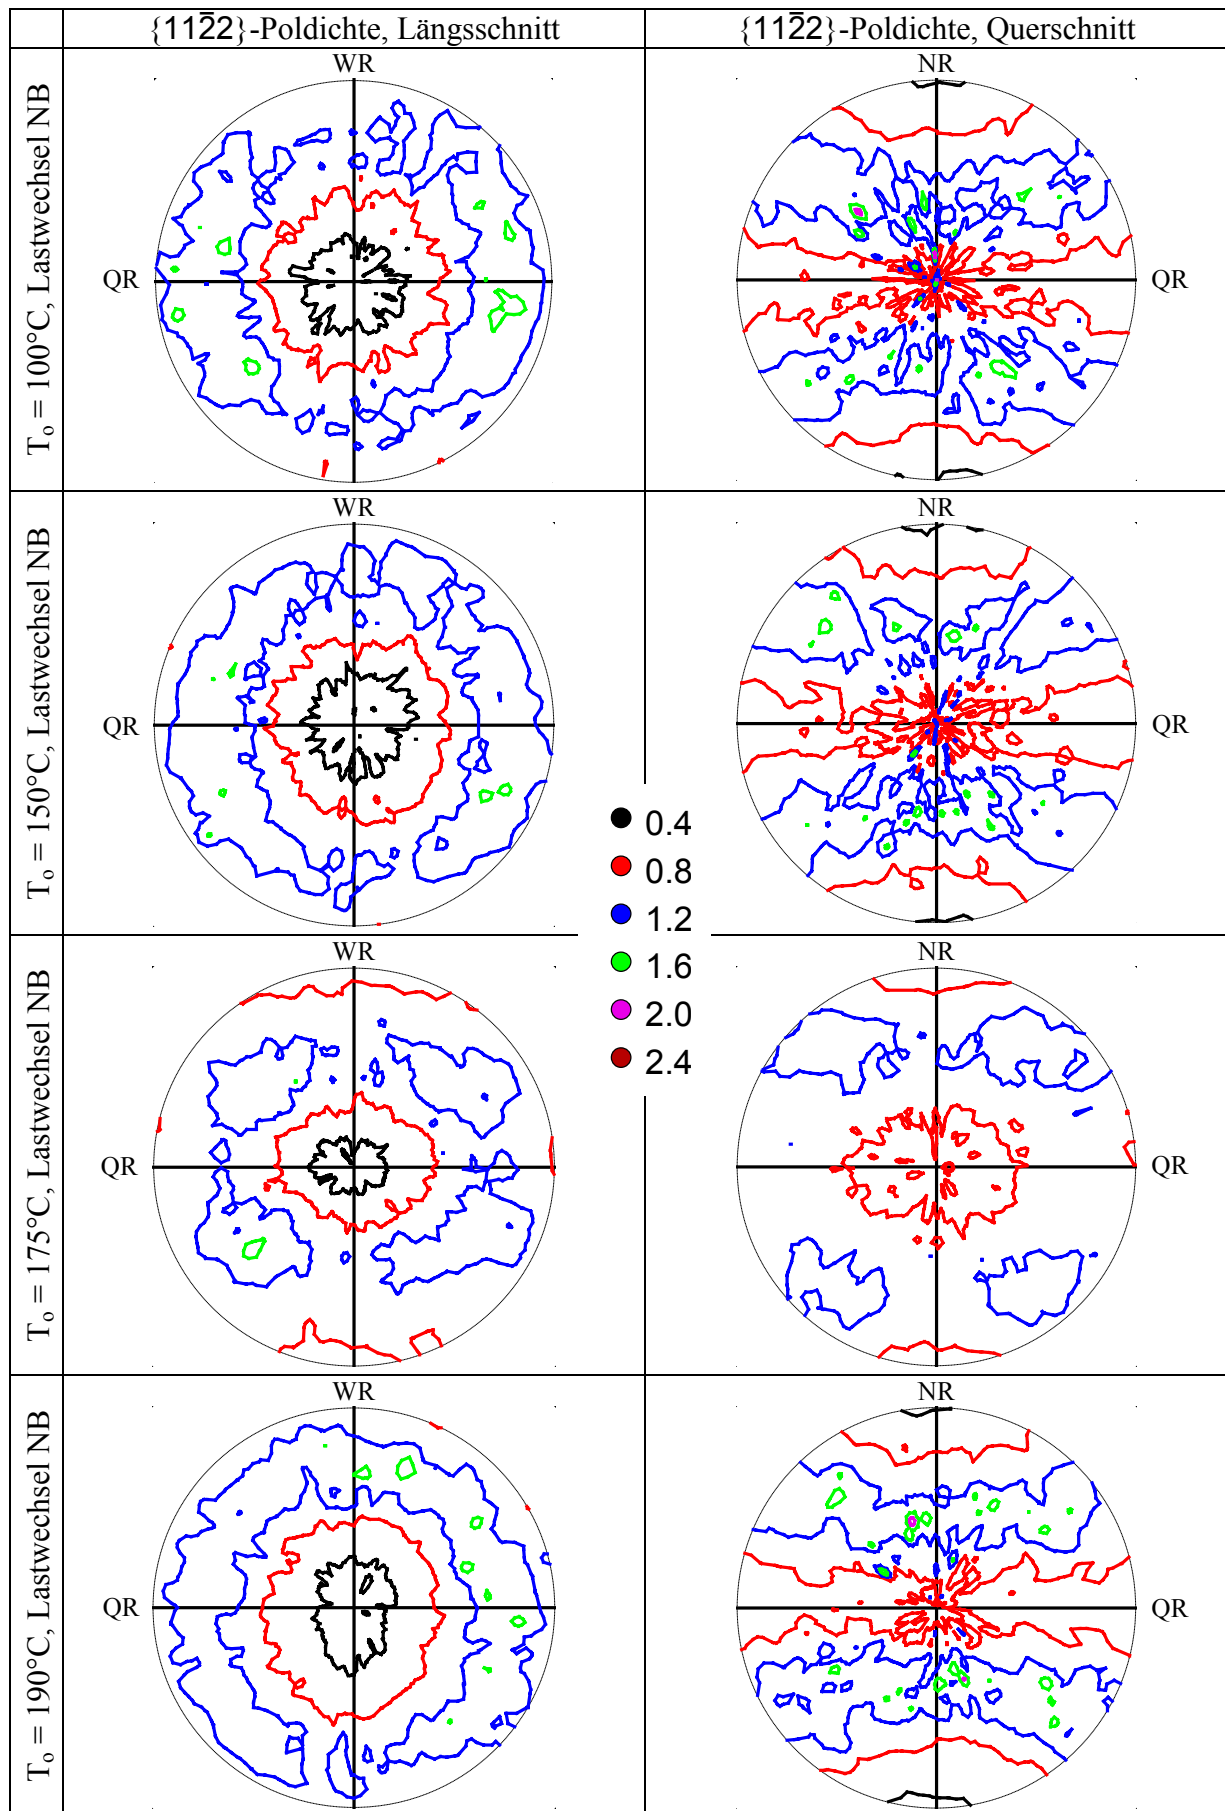 {112̅2}-Poldichte, Längsschnitt
{112̅2}-Poldichte, Querschnitt
T₀ = 100°C, Lastwechsel NB
WR
QR
NR
QR
T₀ = 150°C, Lastwechsel NB
WR
QR
NR
QR
0.4
0.8
1.2
1.6
2.0
2.4
T₀ = 175°C, Lastwechsel NB
WR
QR
NR
QR
T₀ = 190°C, Lastwechsel NB
WR
QR
NR
QR